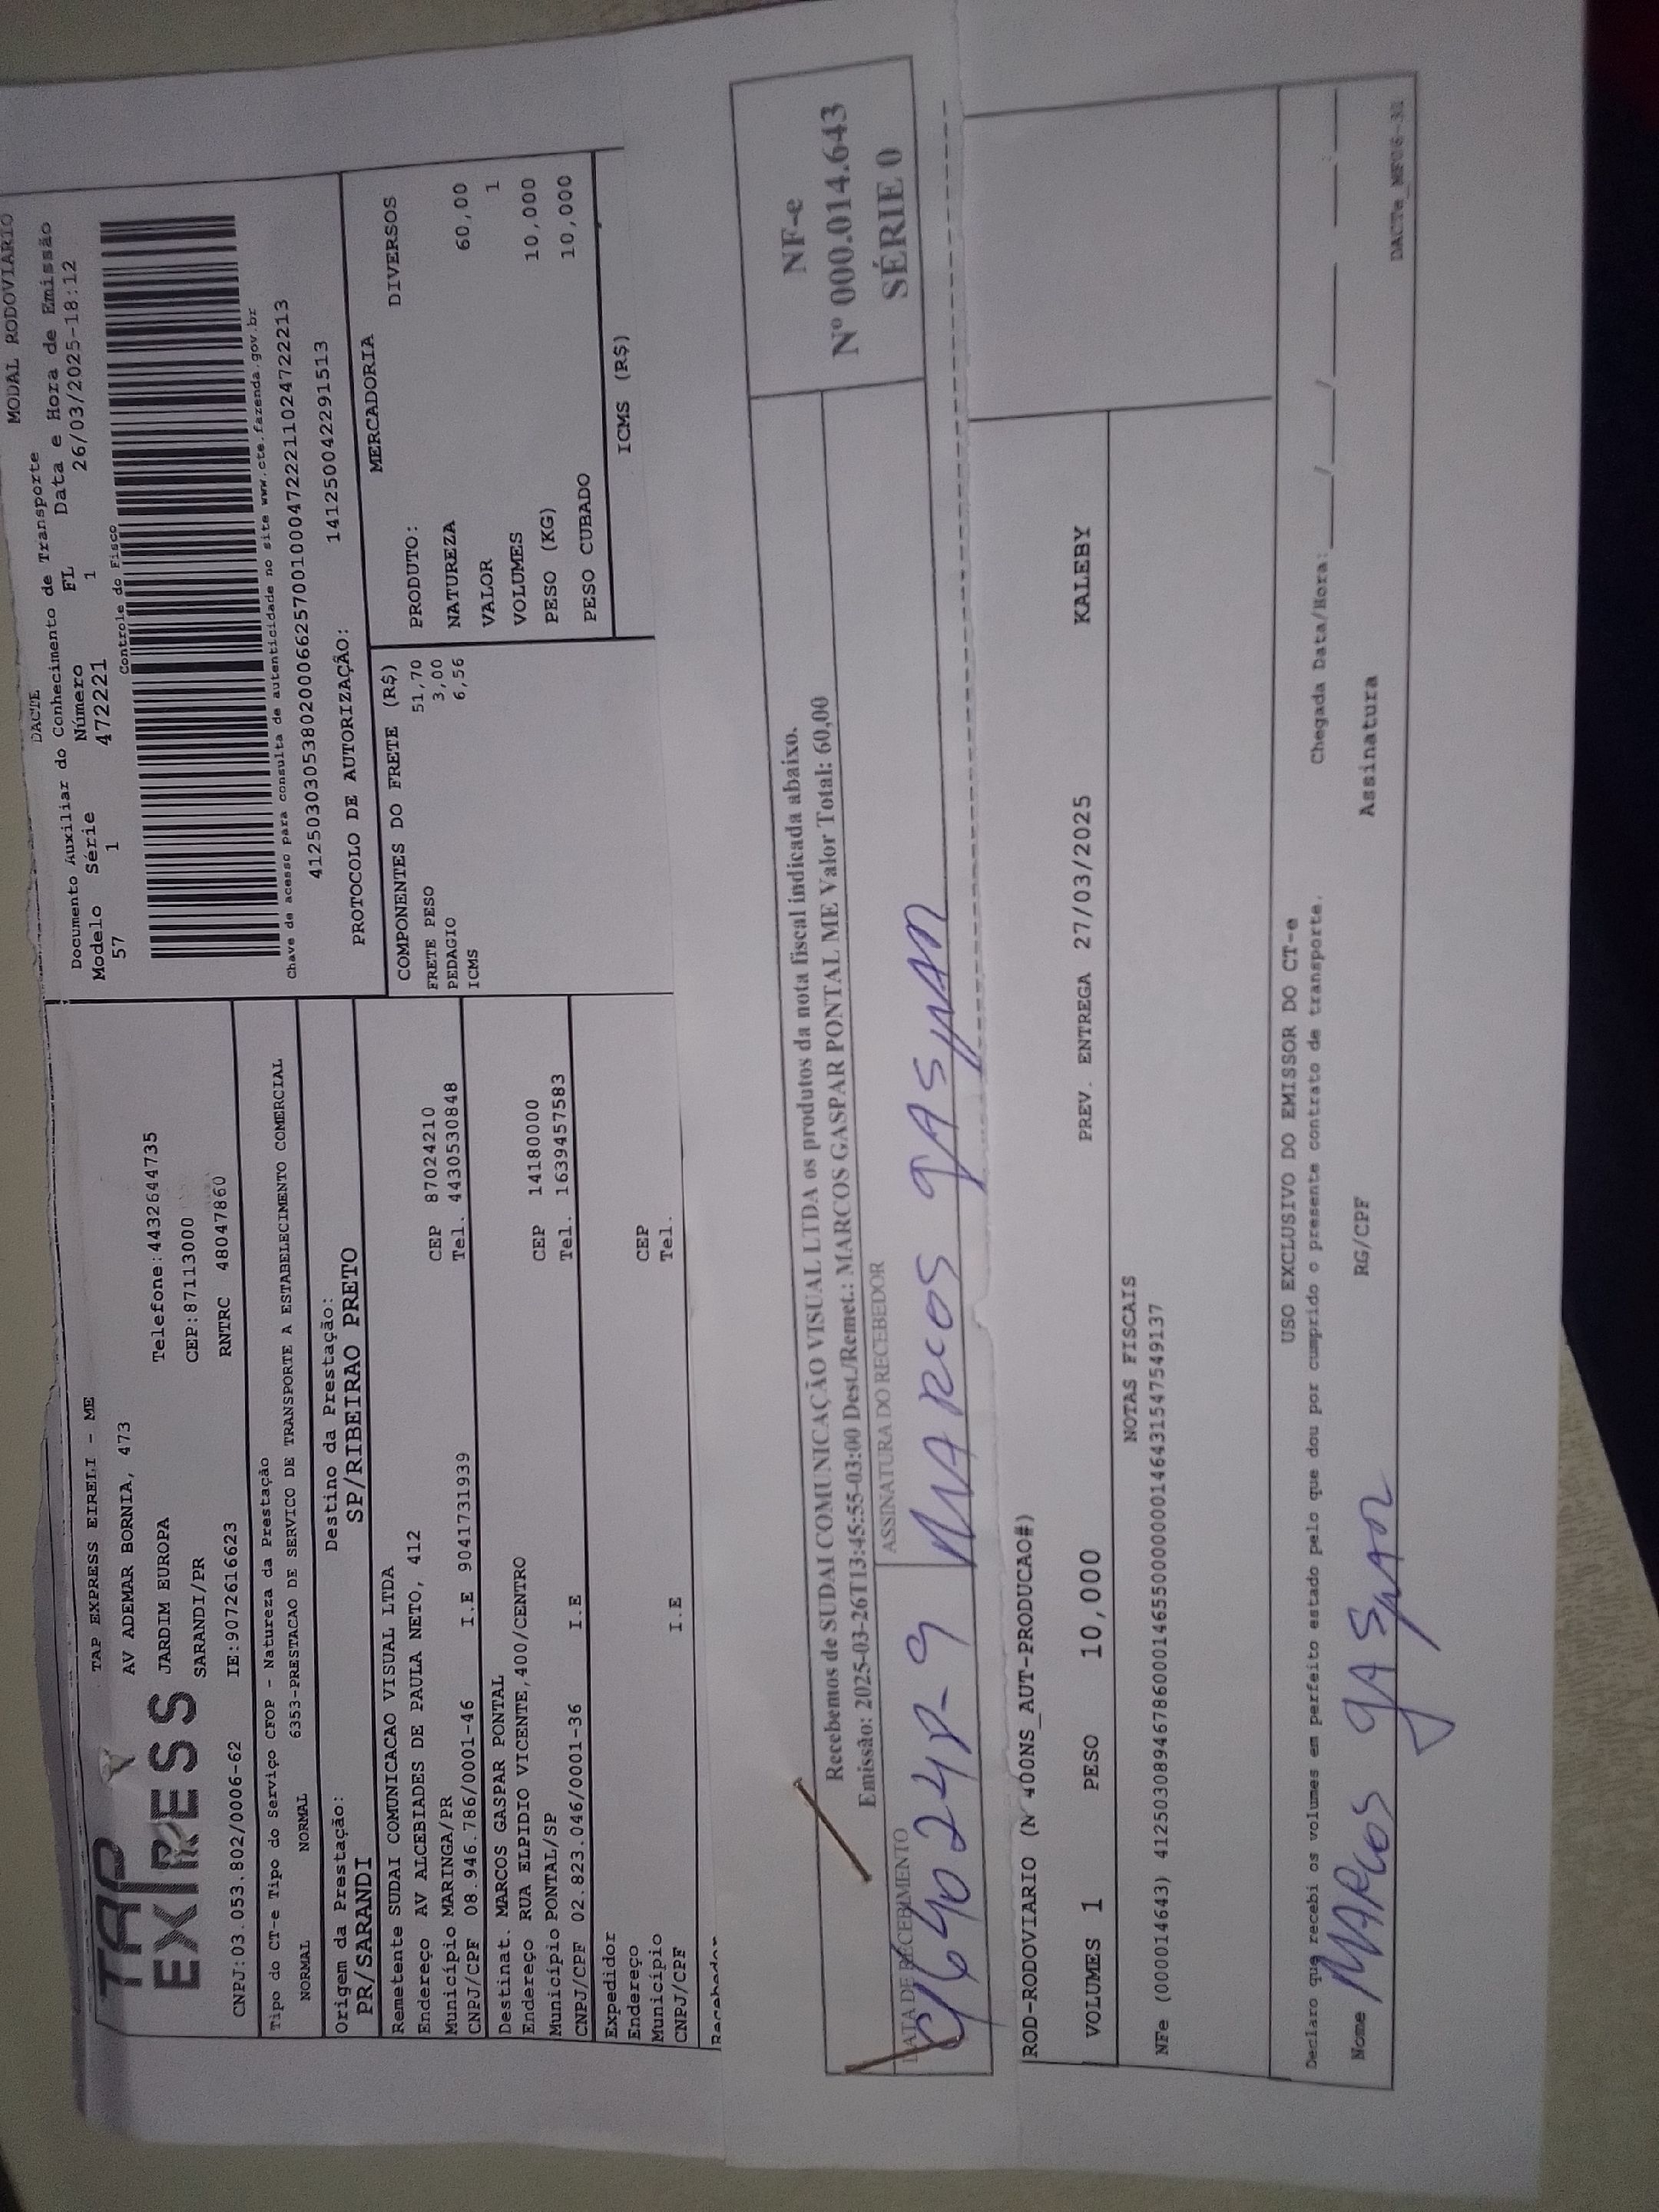 MODAL RODOVIARIO
DACTE
Documento Auxiliar do Conhecimento de Transporte
Modelo Série Número FL Data e Hora de Emissão
57 1 472221 1 26/03/2025-18:12
Controle do Fisco
Chave de acesso para consulta de autenticidade no site www.cte.fazenda.gov.br
41250303053802000662570010004722211024722213
PROTOCOLO DE AUTORIZAÇÃO: 141250042291513
TAP EXPRESS
TAP EXPRESS EIRELI - ME
AV ADEMAR BORNIA, 473
JARDIM EUROPA Telefone:4432644735
SARANDI/PR CEP:87113000
CNPJ:03.053.802/0006-62 IE:9072616623 RNTRC 48047860
Tipo do CT-e Tipo do Serviço CFOP - Natureza da Prestação
NORMAL NORMAL 6353-PRESTACAO DE SERVICO DE TRANSPORTE A ESTABELECIMENTO COMERCIAL
Origem da Prestação: Destino da Prestação:
PR/SARANDI SP/RIBEIRAO PRETO
Remetente SUDAI COMUNICACAO VISUAL LTDA
Endereço AV ALCEBIADES DE PAULA NETO, 412 CEP 87024210
Município MARINGA/PR Tel. 4430530848
CNPJ/CPF 08.946.786/0001-46 I.E 9041731939
Destinat. MARCOS GASPAR PONTAL
Endereço RUA ELPIDIO VICENTE,400/CENTRO CEP 14180000
Município PONTAL/SP Tel. 1639457583
CNPJ/CPF 02.823.046/0001-36 I.E
Expedidor
Endereço CEP
Município Tel.
CNPJ/CPF I.E
Recebedor
COMPONENTES DO FRETE (R$)
FRETE PESO 51,70
PEDAGIO 3,00
ICMS 6,56
MERCADORIA
PRODUTO: DIVERSOS
NATUREZA
VALOR 60,00
VOLUMES 1
PESO (KG) 10,000
PESO CUBADO 10,000
ICMS (R$)
Recebemos de SUDAI COMUNICAÇÃO VISUAL LTDA os produtos da nota fiscal indicada abaixo.
Emissão: 2025-03-26T13:45:55-03:00 Dest./Remet.: MARCOS GASPAR PONTAL ME Valor Total: 60,00
DATA DE RECEBIMENTO ASSINATURA DO RECEBEDOR
MARCOS GASPAR
NF-e
Nº 000.014.643
SÉRIE 0
ROD-RODOVIARIO (N 400NS_AUT-PRODUCAO#)
VOLUMES 1 PESO 10,000 PREV. ENTREGA 27/03/2025 KALEBY
NOTAS FISCAIS
NFe (000014643) 41250308946786000146550000000146431547549137
USO EXCLUSIVO DO EMISSOR DO CT-e
Declaro que recebi os volumes em perfeito estado pelo que dou por cumprido o presente contrato de transporte. Chegada Data/Hora:___/___/___ __:__
Nome MARCOS GASPAR RG/CPF Assinatura